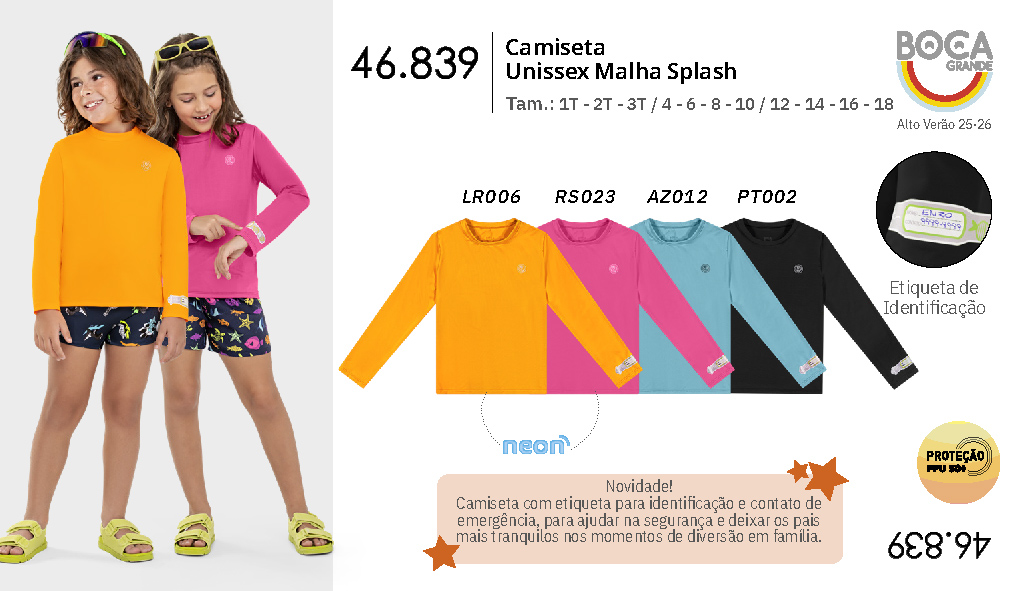 46.839
Camiseta
Unissex Malha Splash
Tam.: 1T - 2T - 3T / 4 - 6 - 8 - 10 / 12 - 14 - 16 - 18
BOCA
GRANDE
Alto Verão 25-26
LR006 RS023 AZ012 PT002
ENZO
9999-9999
Etiqueta de
Identificação
neon
PROTEÇÃO
FPU 50+
Novidade!
Camiseta com etiqueta para identificação e contato de
emergência, para ajudar na segurança e deixar os pais
mais tranquilos nos momentos de diversão em família.
46.839